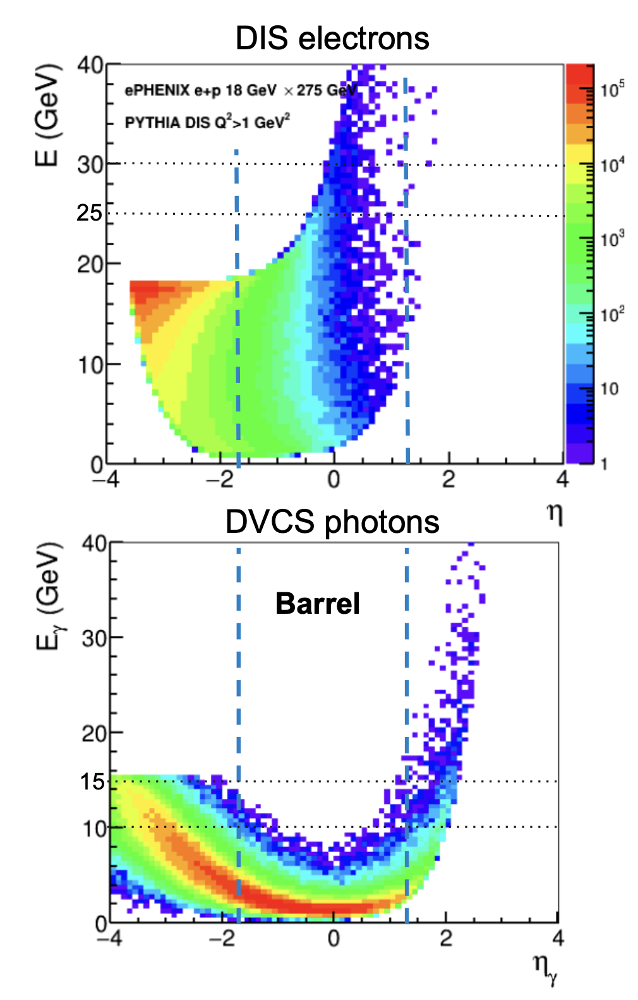 DIS electrons
E (GeV)
40
30
25
20
10
0
ePHENIX e+p 18 GeV × 275 GeV
PYTHIA DIS Q²>1 GeV²
10⁵
10⁴
10³
10²
10
1
−4 −2 0 2 4
η
DVCS photons
E_γ (GeV)
40
30
20
15
10
0
Barrel
−4 −2 0 2 4
η_γ